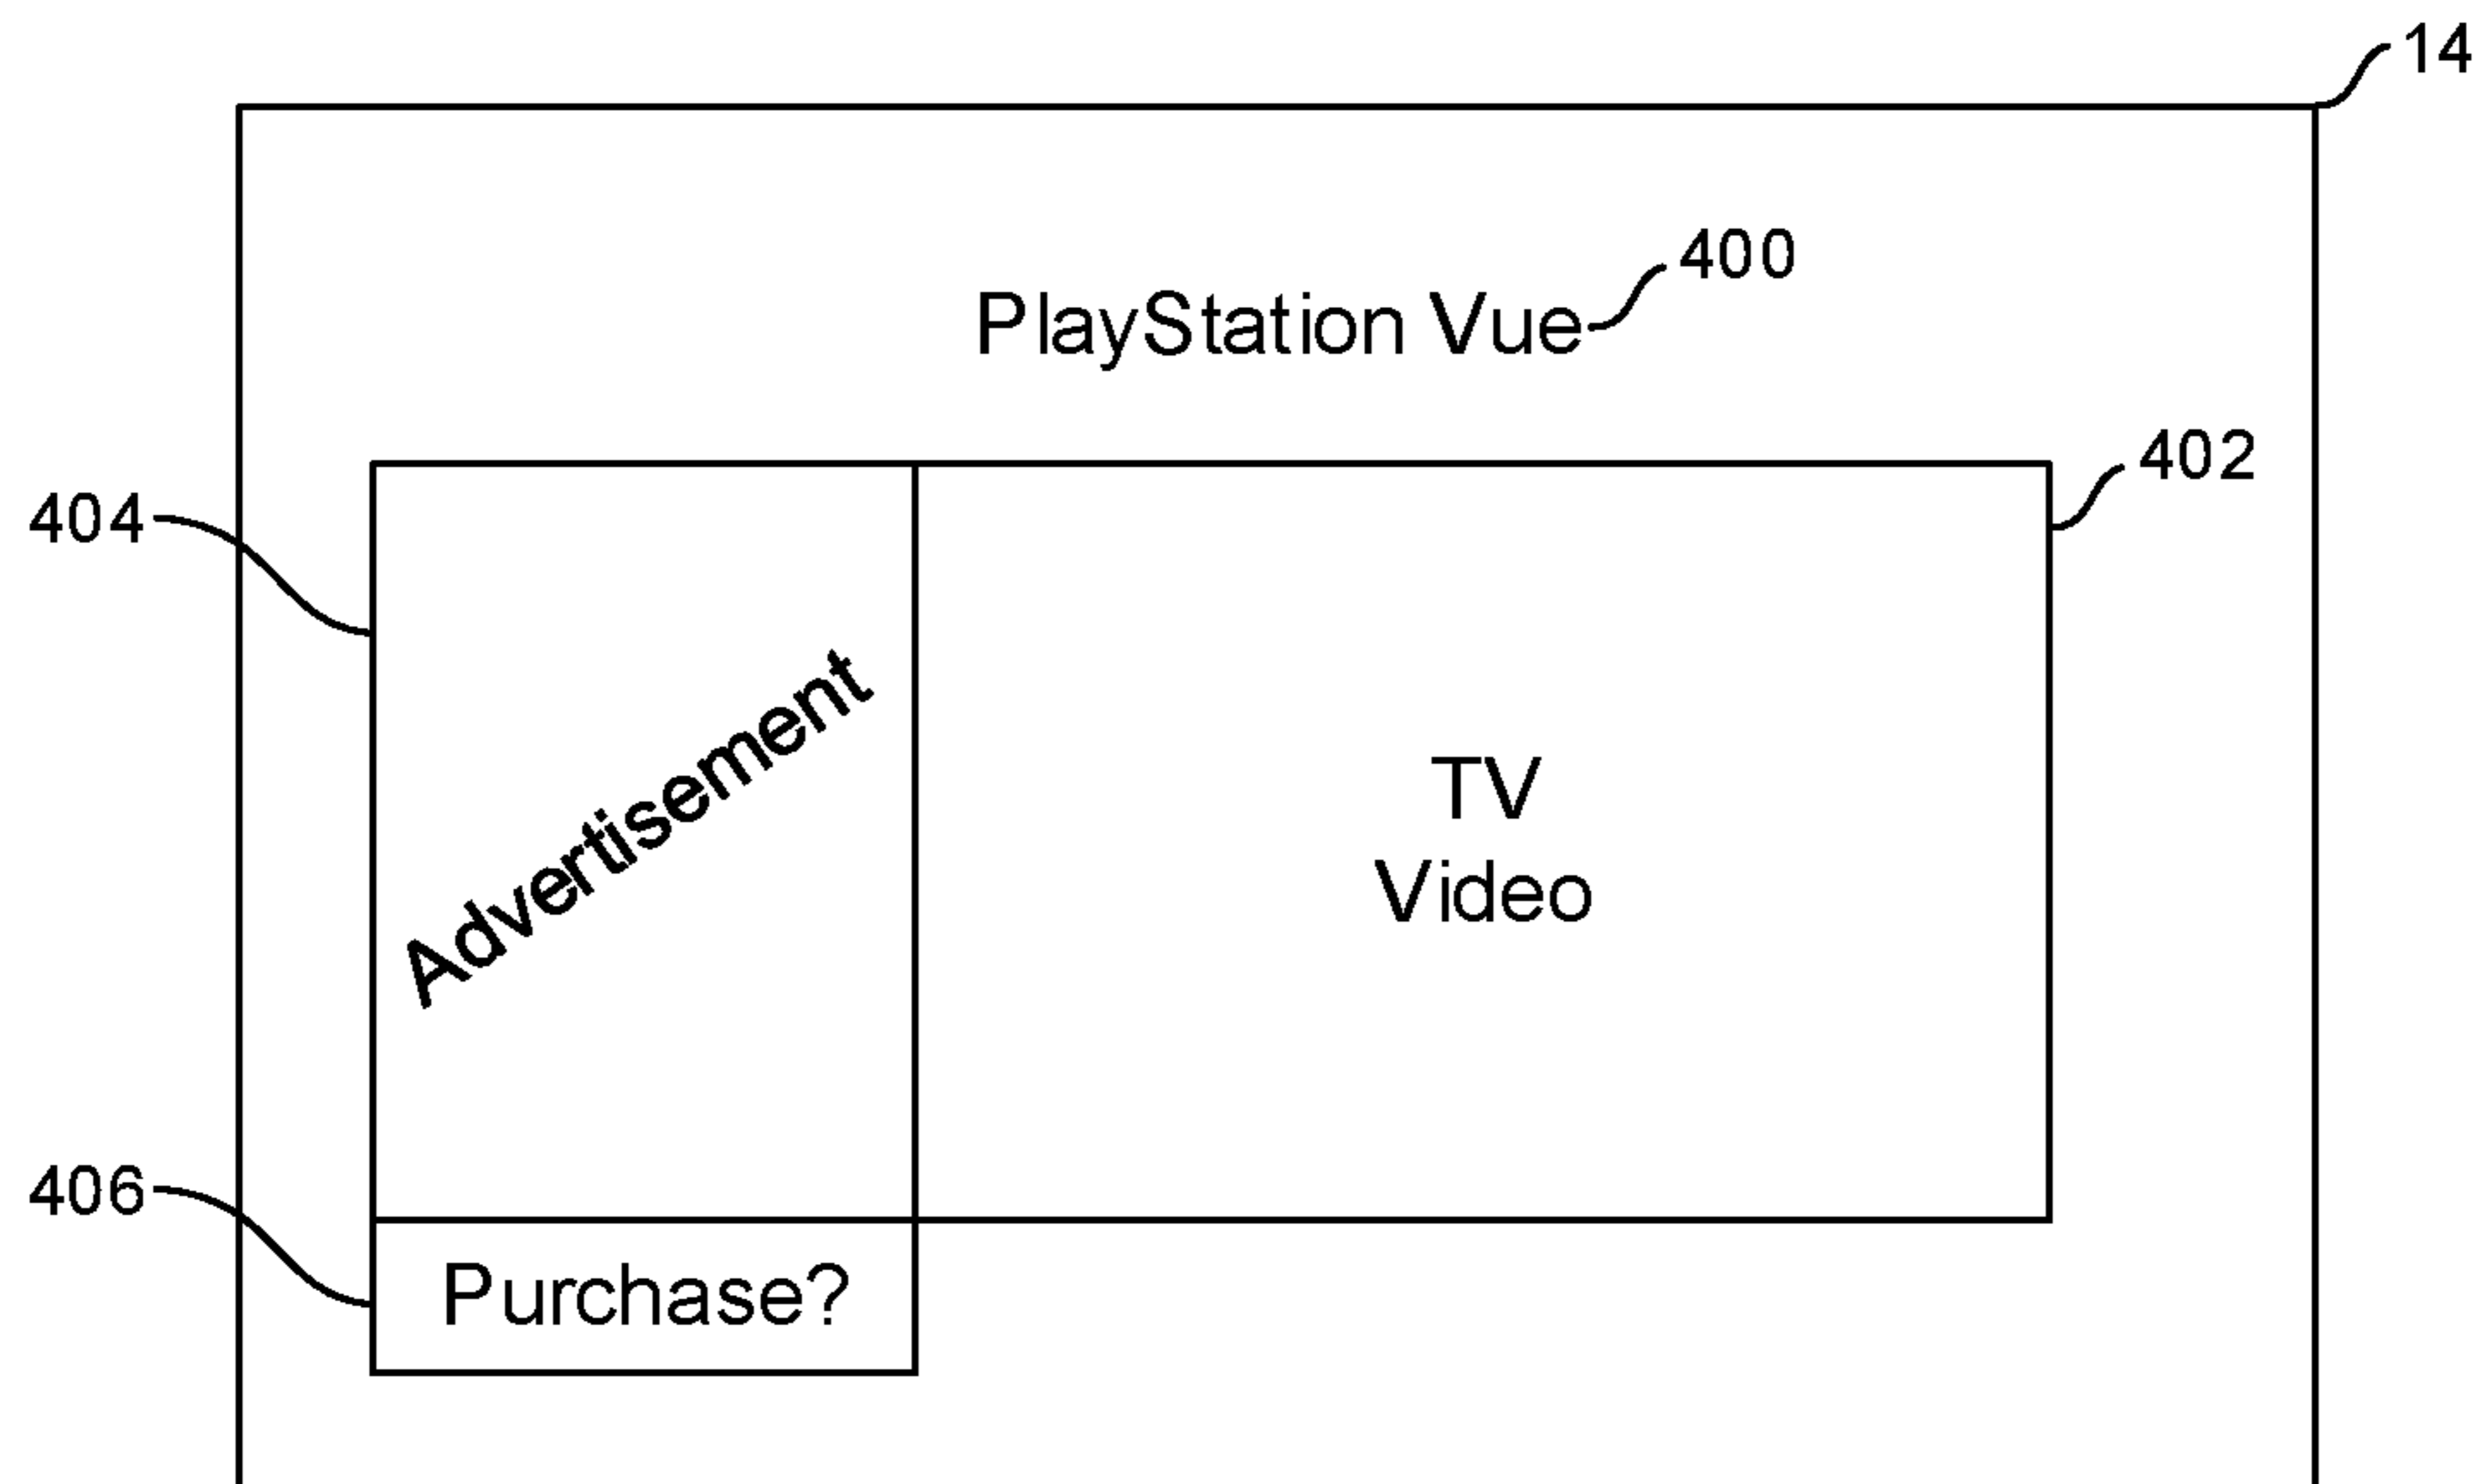 14
400
PlayStation Vue
402
404
Advertisement
TV
Video
406
Purchase?